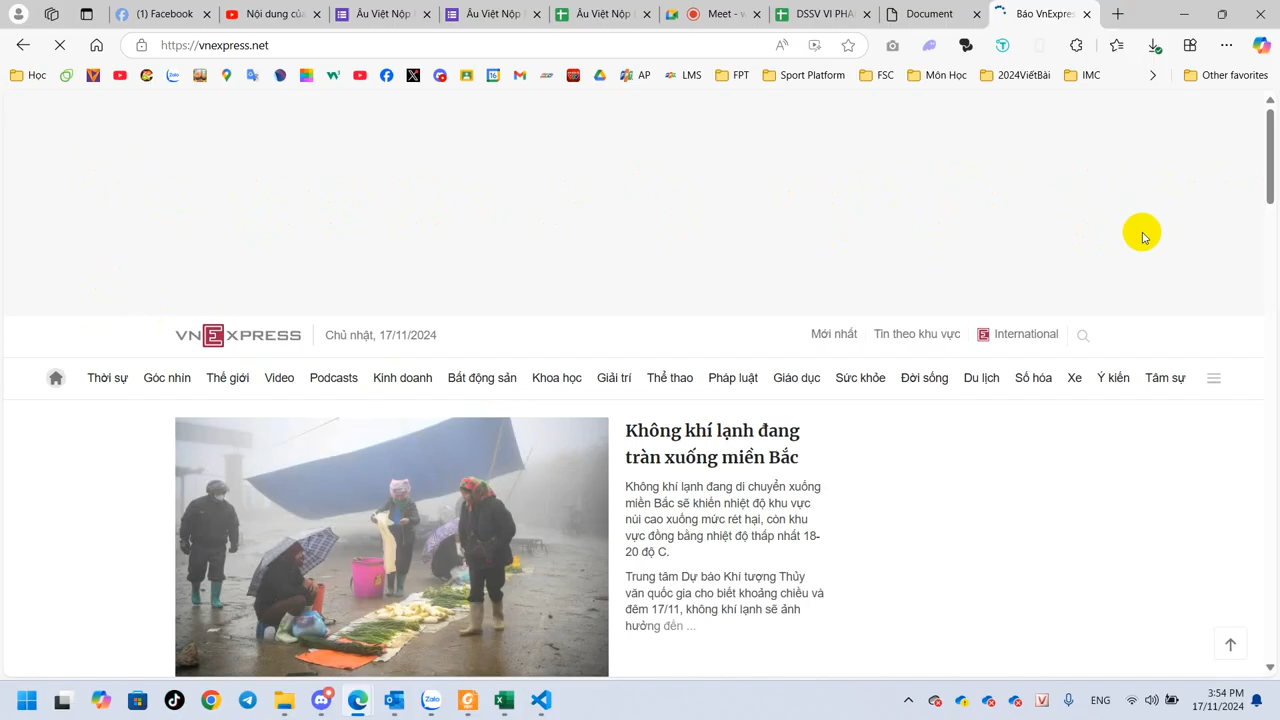 (1) Facebook
Nội dung c
Âu Việt Nộp
Âu Việt Nộp
Âu Việt Nộp
Meet - v
DSSV VI PHẠ
Document
Báo VnExpres
https://vnexpress.net
Học
AP
LMS
FPT
Sport Platform
FSC
Môn Học
2024ViếtBài
IMC
Other favorites
VNEXPRESS
Chủ nhật, 17/11/2024
Mới nhất
Tin theo khu vực
International
Thời sự Góc nhìn Thế giới Video Podcasts Kinh doanh Bất động sản Khoa học Giải trí Thể thao Pháp luật Giáo dục Sức khỏe Đời sống Du lịch Số hóa Xe Ý kiến Tâm sự
Không khí lạnh đang
tràn xuống miền Bắc
Không khí lạnh đang di chuyển xuống
miền Bắc sẽ khiến nhiệt độ khu vực
núi cao xuống mức rét hại, còn khu
vực đồng bằng nhiệt độ thấp nhất 18-
20 độ C.
Trung tâm Dự báo Khí tượng Thủy
văn quốc gia cho biết khoảng chiều và
đêm 17/11, không khí lạnh sẽ ảnh
hưởng đến ...
ENG
3:54 PM
17/11/2024